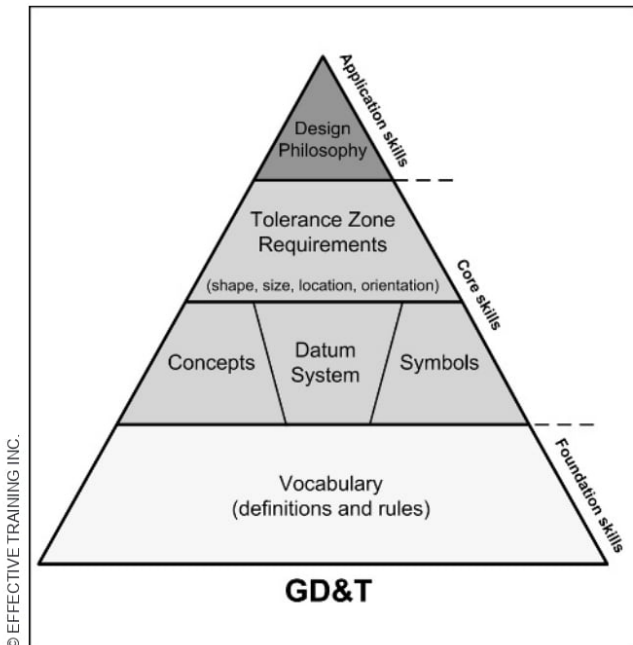 Application skills
Design
Philosophy
Tolerance Zone
Requirements
(shape, size, location, orientation)
Core skills
Concepts
Datum
System
Symbols
Foundation skills
Vocabulary
(definitions and rules)
GD&T
© EFFECTIVE TRAINING INC.